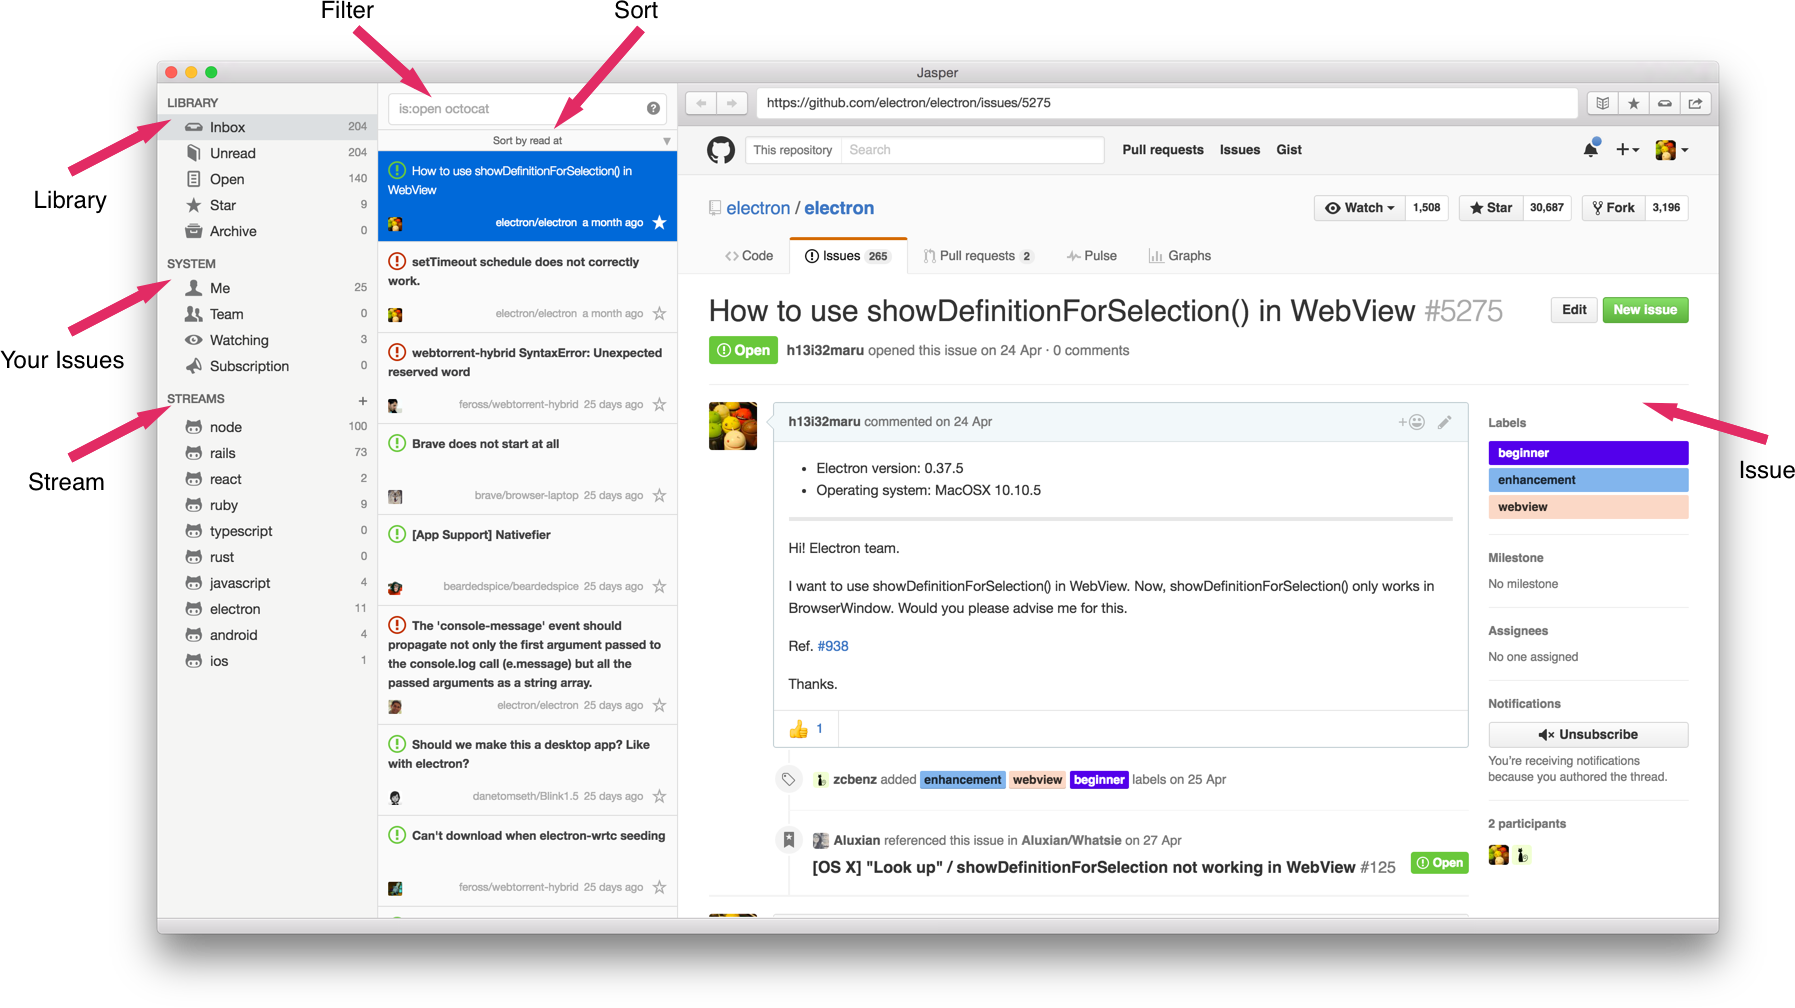 Filter
Sort
Library
Your Issues
Stream
Issue
Jasper
LIBRARY
Inbox 204
Unread 204
Open 140
Star 9
Archive 0
SYSTEM
Me 25
Team 0
Watching 3
Subscription 0
STREAMS +
node 100
rails 73
react 2
ruby 9
typescript 0
rust 0
javascript 4
electron 11
android 4
ios 1
is:open octocat ?
Sort by read at
How to use showDefinitionForSelection() in
WebView
electron/electron a month ago
setTimeout schedule does not correctly
work.
electron/electron a month ago
webtorrent-hybrid SyntaxError: Unexpected
reserved word
feross/webtorrent-hybrid 25 days ago
Brave does not start at all
brave/browser-laptop 25 days ago
[App Support] Nativefier
beardedspice/beardedspice 25 days ago
The 'console-message' event should
propagate not only the first argument passed to
the console.log call (e.message) but all the
passed arguments as a string array.
electron/electron 25 days ago
Should we make this a desktop app? Like
with electron?
danetomseth/Blink1.5 25 days ago
Can't download when electron-wrtc seeding
feross/webtorrent-hybrid 25 days ago
https://github.com/electron/electron/issues/5275
This repository Search Pull requests Issues Gist
electron / electron
Watch 1,508 Star 30,687 Fork 3,196
Code Issues 265 Pull requests 2 Pulse Graphs
How to use showDefinitionForSelection() in WebView #5275
Edit New issue
Open h13i32maru opened this issue on 24 Apr · 0 comments
h13i32maru commented on 24 Apr
• Electron version: 0.37.5
• Operating system: MacOSX 10.10.5
Hi! Electron team.
I want to use showDefinitionForSelection() in WebView. Now, showDefinitionForSelection() only works in
BrowserWindow. Would you please advise me for this.
Ref. #938
Thanks.
👍 1
zcbenz added enhancement webview beginner labels on 25 Apr
Aluxian referenced this issue in Aluxian/Whatsie on 27 Apr
[OS X] "Look up" / showDefinitionForSelection not working in WebView #125 Open
Labels
beginner
enhancement
webview
Milestone
No milestone
Assignees
No one assigned
Notifications
Unsubscribe
You're receiving notifications
because you authored the thread.
2 participants